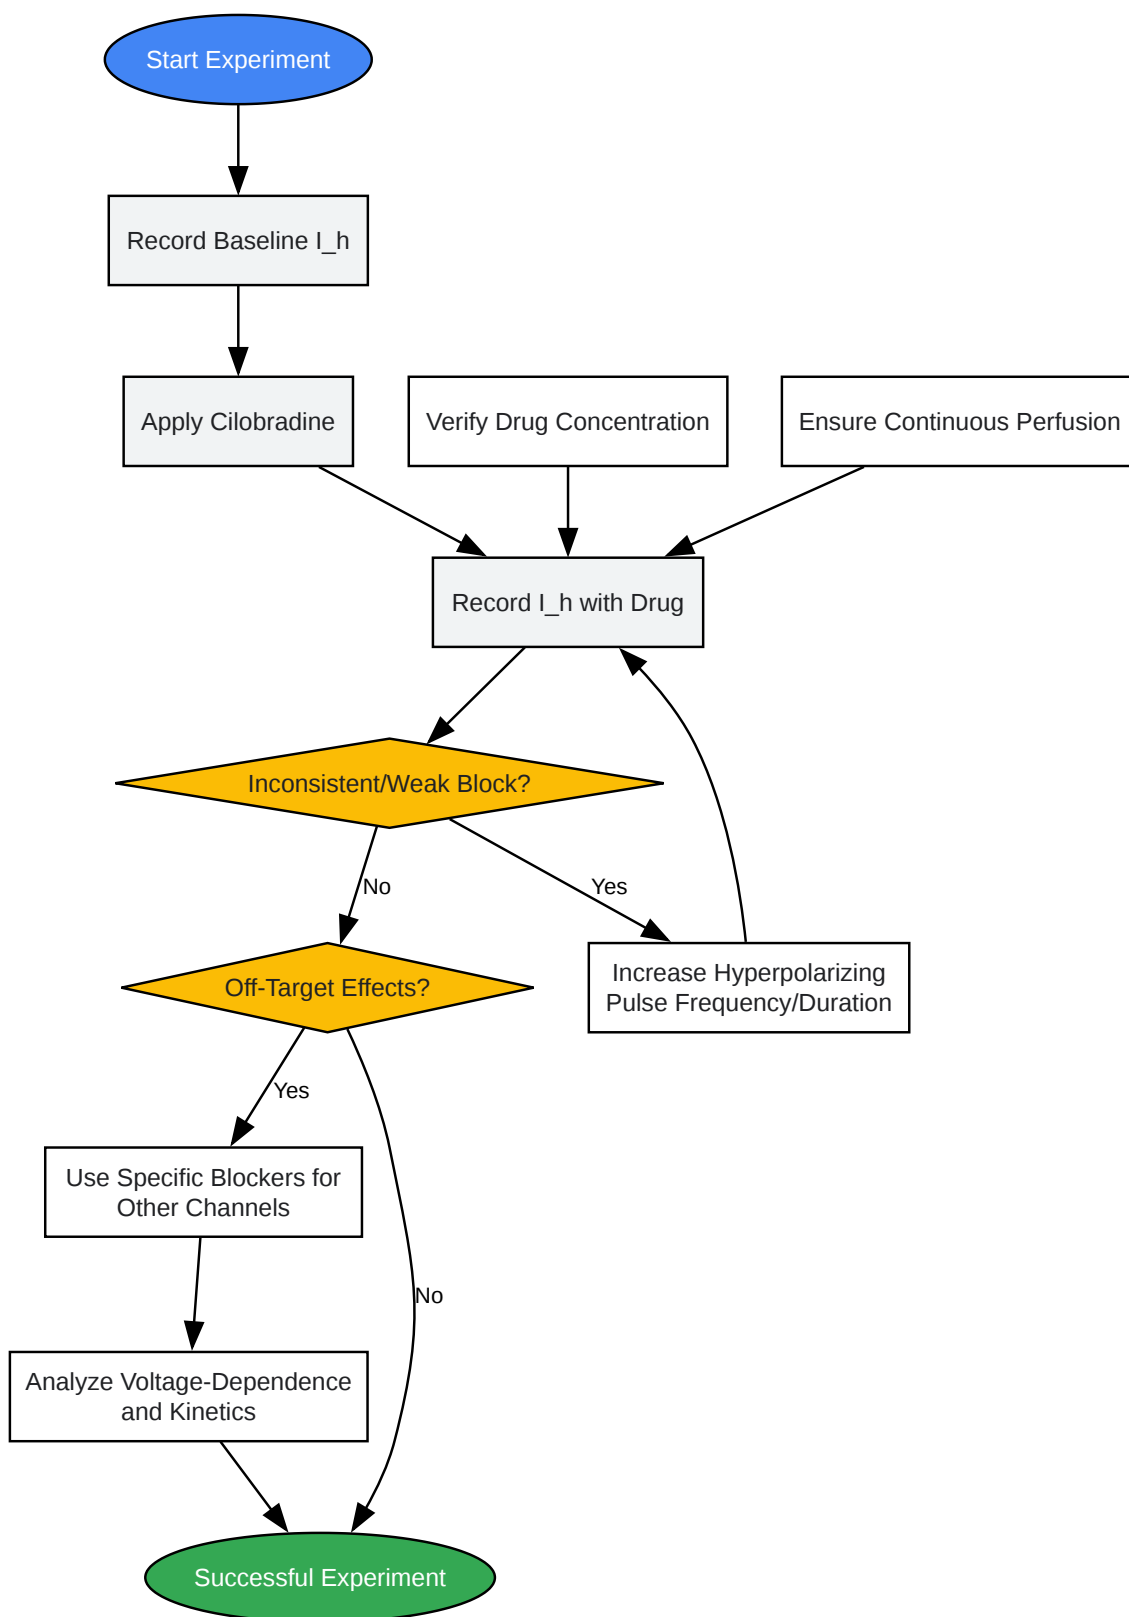 Start Experiment
Record Baseline I_h
Apply Cilobradine
Verify Drug Concentration
Ensure Continuous Perfusion
Record I_h with Drug
Inconsistent/Weak Block?
No
Yes
Off-Target Effects?
Increase Hyperpolarizing
Pulse Frequency/Duration
Yes
Use Specific Blockers for
Other Channels
No
Analyze Voltage-Dependence
and Kinetics
Successful Experiment